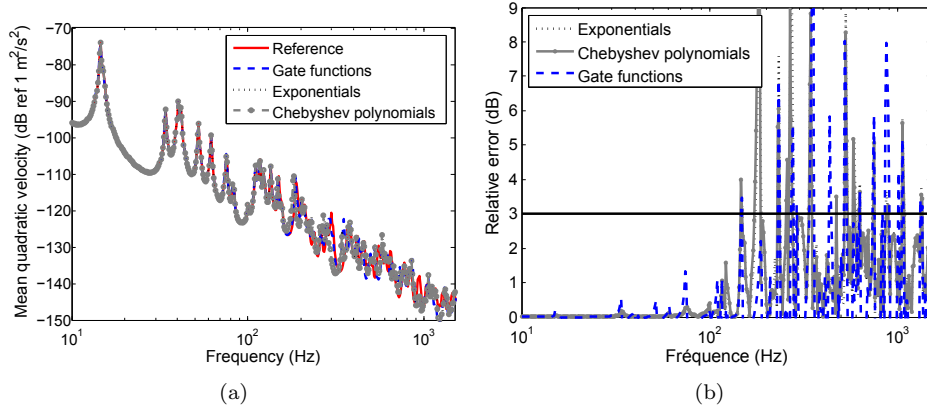 −70
−80
−90
−100
−110
−120
−130
−140
−150
10¹
10²
10³
Mean quadratic velocity (dB ref 1 m²/s²)
Frequency (Hz)
Reference
Gate functions
Exponentials
Chebyshev polynomials
(a)
9
8
7
6
5
4
3
2
1
0
10¹
10²
10³
Relative error (dB)
Fréquence (Hz)
Exponentials
Chebyshev polynomials
Gate functions
(b)